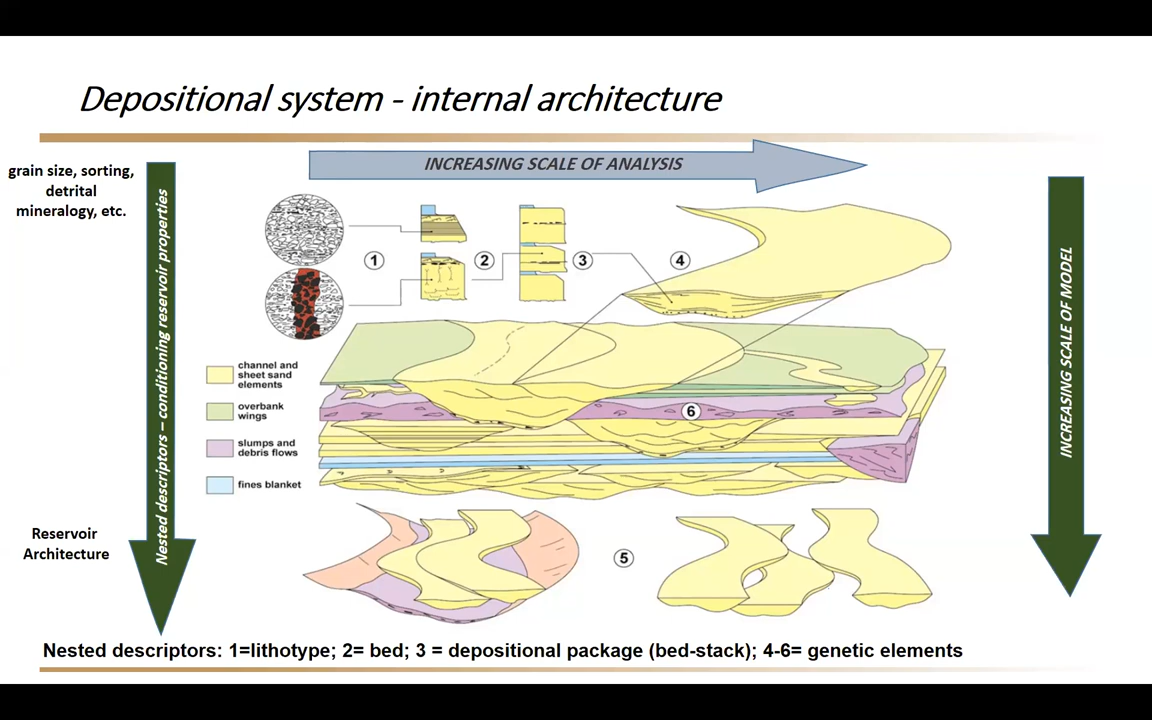 Depositional system - internal architecture
INCREASING SCALE OF ANALYSIS
grain size, sorting,
detrital
mineralogy, etc.
Nested descriptors – conditioning reservoir properties
INCREASING SCALE OF MODEL
1
2
3
4
channel and
sheet sand
elements
overbank
wings
6
slumps and
debris flows
fines blanket
Reservoir
Architecture
5
Nested descriptors: 1=lithotype; 2= bed; 3 = depositional package (bed-stack); 4-6= genetic elements